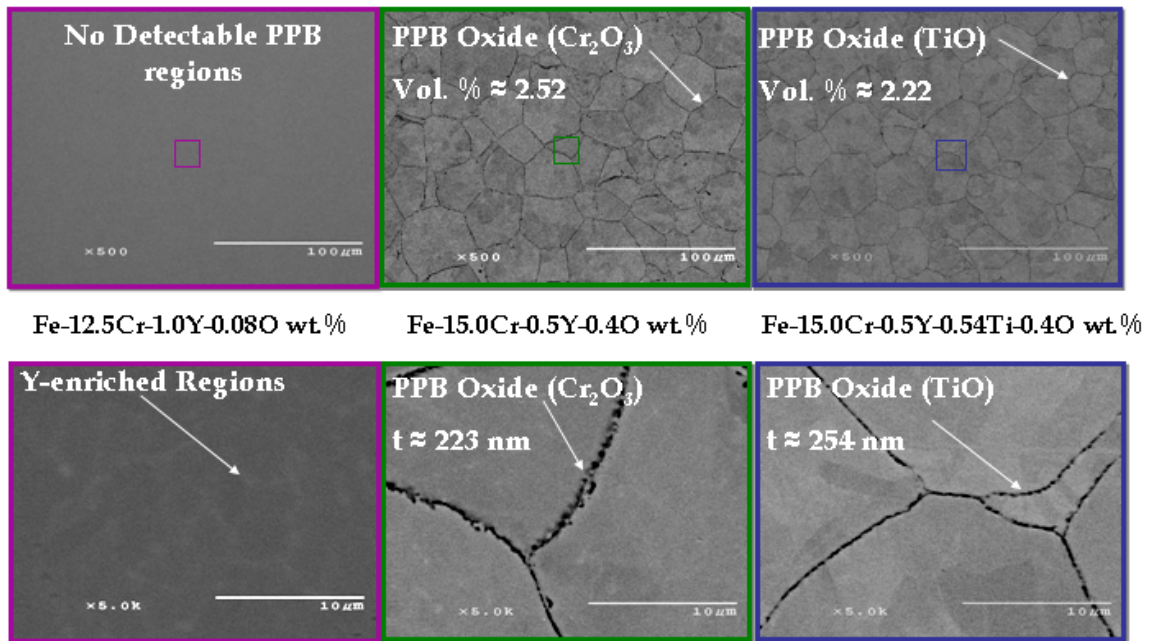 No Detectable PPB
regions
×500
100µm
PPB Oxide (Cr₂O₃)
Vol. % ≈ 2.52
×500
100µm
PPB Oxide (TiO)
Vol. % ≈ 2.22
×500
100µm
Fe-12.5Cr-1.0Y-0.08O wt.%
Fe-15.0Cr-0.5Y-0.4O wt.%
Fe-15.0Cr-0.5Y-0.54Ti-0.4O wt.%
Y-enriched Regions
×5.0k
10µm
PPB Oxide (Cr₂O₃)
t ≈ 223 nm
×5.0k
10µm
PPB Oxide (TiO)
t ≈ 254 nm
×5.0k
10µm